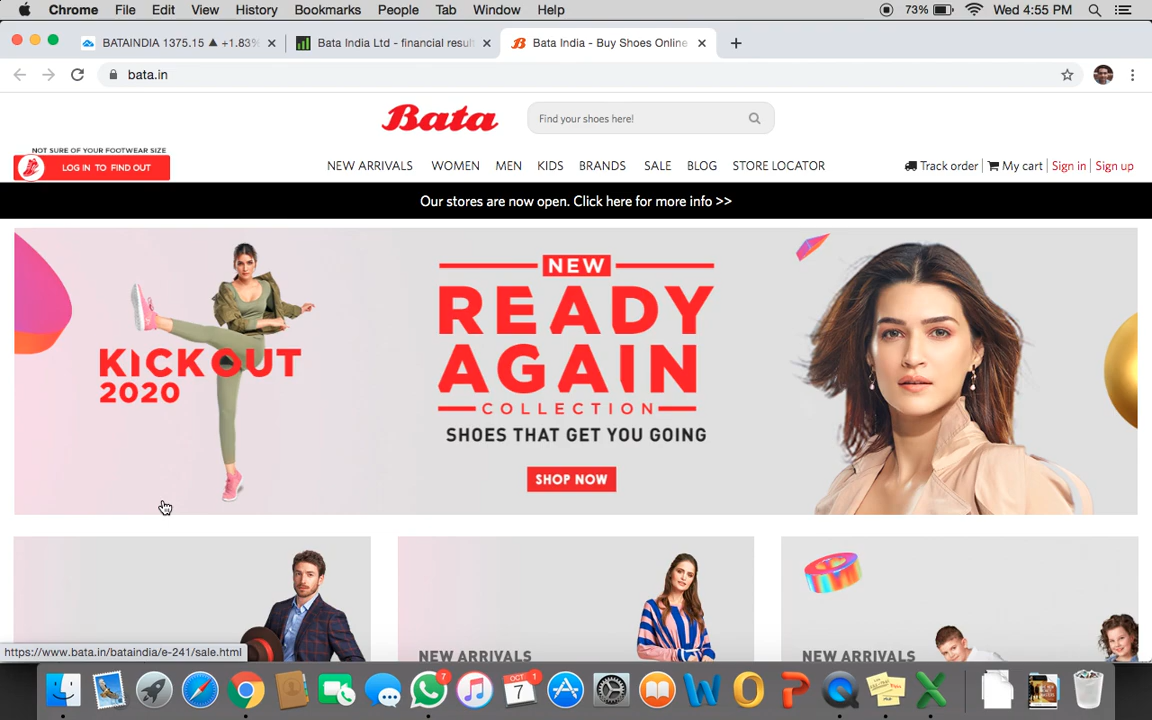 Chrome File Edit View History Bookmarks People Tab Window Help 73% Wed 4:55 PM
BATAINDIA 1375.15 ▲ +1.83% Bata India Ltd - financial result Bata India - Buy Shoes Online
bata.in
Bata
Find your shoes here!
NOT SURE OF YOUR FOOTWEAR SIZE
LOG IN TO FIND OUT
NEW ARRIVALS WOMEN MEN KIDS BRANDS SALE BLOG STORE LOCATOR Track order My cart Sign in Sign up
Our stores are now open. Click here for more info >>
KICKOUT
2020
NEW
READY
AGAIN
COLLECTION
SHOES THAT GET YOU GOING
SHOP NOW
NEW ARRIVALS
NEW ARRIVALS
https://www.bata.in/bataindia/e-241/sale.html
7
OCT
7
1